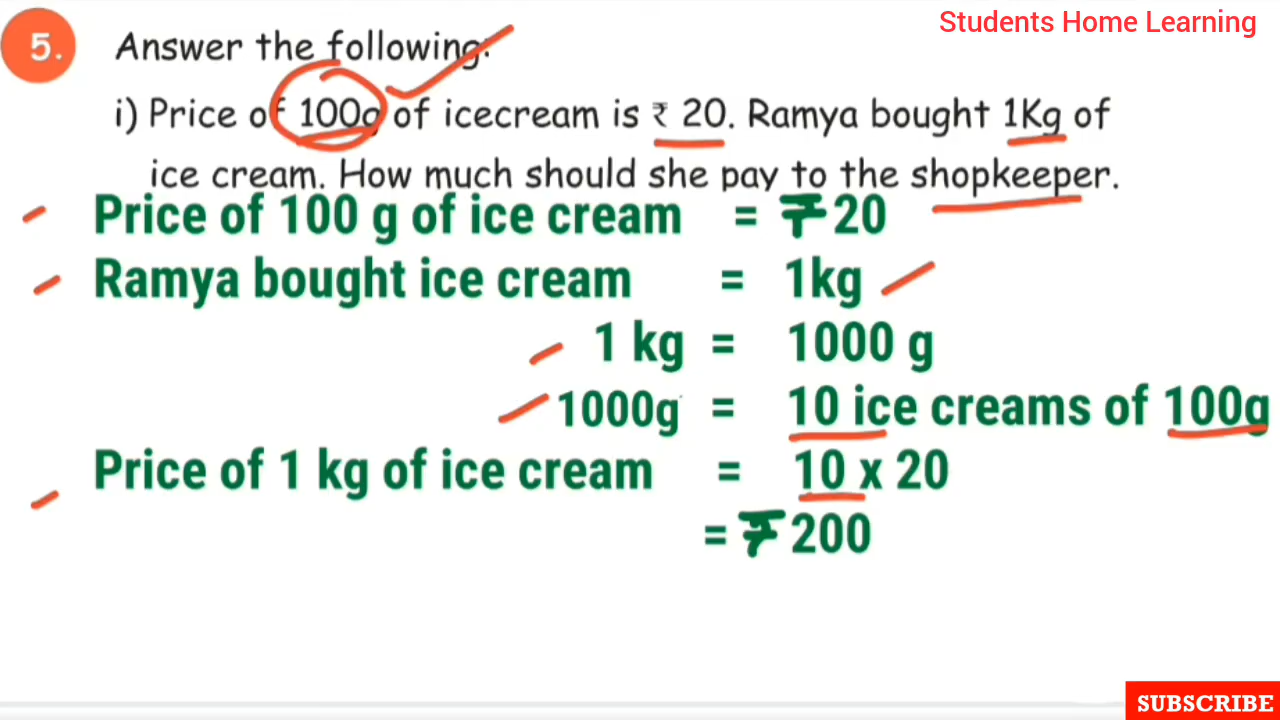 Students Home Learning
5. Answer the following:
i) Price of 100g of icecream is ₹ 20. Ramya bought 1Kg of
ice cream. How much should she pay to the shopkeeper.
Price of 100 g of ice cream = ₹ 20
Ramya bought ice cream = 1kg
1 kg = 1000 g
1000g = 10 ice creams of 100g
Price of 1 kg of ice cream = 10 x 20
= ₹ 200
SUBSCRIBE